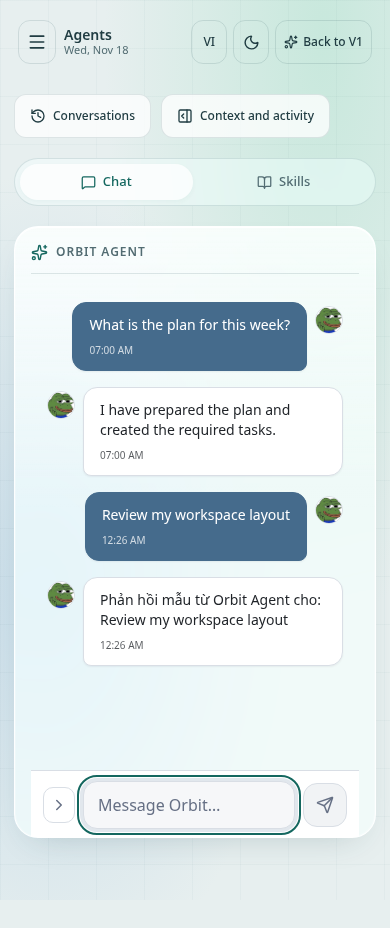 Agents
Wed, Nov 18
VI
Back to V1
Conversations
Context and activity
Chat
Skills
ORBIT AGENT
What is the plan for this week?
07:00 AM
I have prepared the plan and
created the required tasks.
07:00 AM
Review my workspace layout
12:26 AM
Phản hồi mẫu từ Orbit Agent cho:
Review my workspace layout
12:26 AM
Message Orbit...